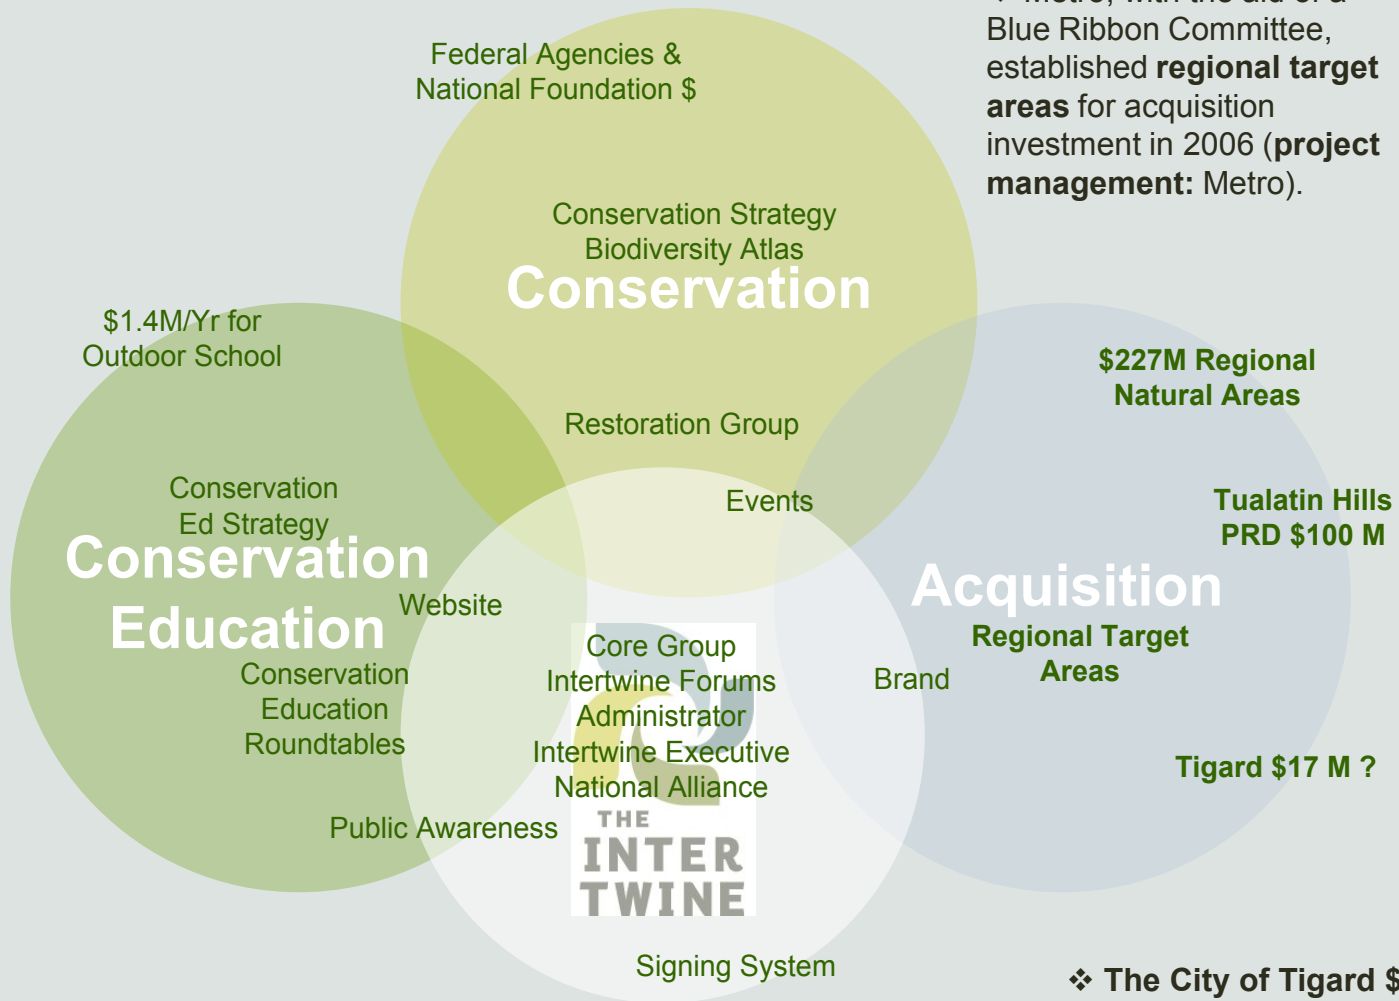 Blue Ribbon Committee,
established regional target
areas for acquisition
investment in 2006 (project
management: Metro).
Federal Agencies &
National Foundation $
Conservation Strategy
Biodiversity Atlas
Conservation
$1.4M/Yr for
Outdoor School
$227M Regional
Natural Areas
Restoration Group
Conservation
Ed Strategy
Events
Tualatin Hills
PRD $100 M
Conservation
Education
Website
Acquisition
Regional Target
Areas
Core Group
Intertwine Forums
Administrator
Intertwine Executive
National Alliance
Brand
Conservation
Education
Roundtables
Tigard $17 M ?
Public Awareness
THE
INTER
TWINE
Signing System
❖ The City of Tigard $